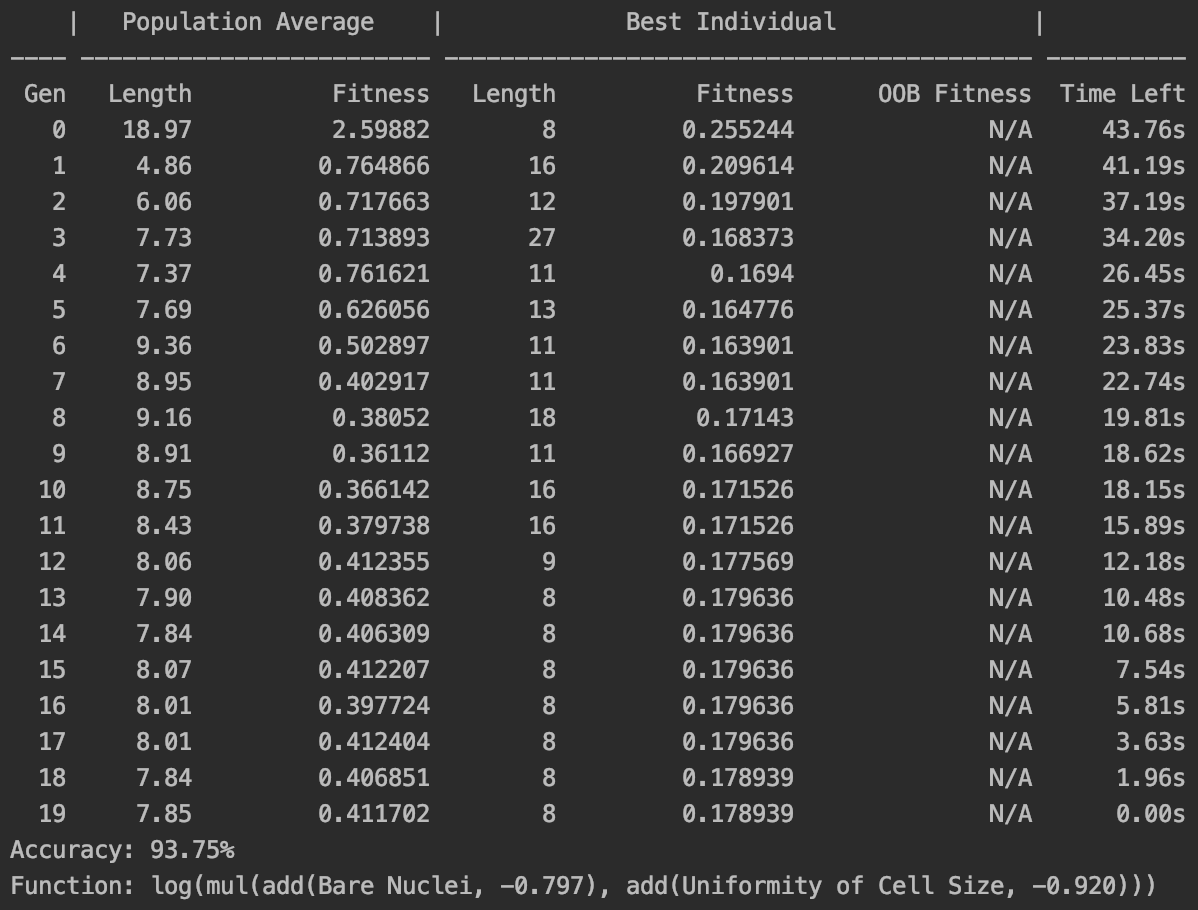 |   Population Average    |             Best Individual              |
---- ------------------------- ------------------------------------------ ----------
 Gen   Length          Fitness   Length          Fitness      OOB Fitness  Time Left
   0    18.97          2.59882        8         0.255244              N/A     43.76s
   1     4.86         0.764866       16         0.209614              N/A     41.19s
   2     6.06         0.717663       12         0.197901              N/A     37.19s
   3     7.73         0.713893       27         0.168373              N/A     34.20s
   4     7.37         0.761621       11           0.1694              N/A     26.45s
   5     7.69         0.626056       13         0.164776              N/A     25.37s
   6     9.36         0.502897       11         0.163901              N/A     23.83s
   7     8.95         0.402917       11         0.163901              N/A     22.74s
   8     9.16          0.38052       18          0.17143              N/A     19.81s
   9     8.91          0.36112       11         0.166927              N/A     18.62s
  10     8.75         0.366142       16         0.171526              N/A     18.15s
  11     8.43         0.379738       16         0.171526              N/A     15.89s
  12     8.06         0.412355        9         0.177569              N/A     12.18s
  13     7.90         0.408362        8         0.179636              N/A     10.48s
  14     7.84         0.406309        8         0.179636              N/A     10.68s
  15     8.07         0.412207        8         0.179636              N/A      7.54s
  16     8.01         0.397724        8         0.179636              N/A      5.81s
  17     8.01         0.412404        8         0.179636              N/A      3.63s
  18     7.84         0.406851        8         0.178939              N/A      1.96s
  19     7.85         0.411702        8         0.178939              N/A      0.00s
Accuracy: 93.75%
Function: log(mul(add(Bare Nuclei, -0.797), add(Uniformity of Cell Size, -0.920)))